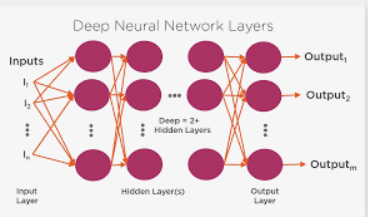 Deep Neural Network Layers
Inputs
I1
I2
In
Deep = 2+
Hidden Layers
Output1
Output2
Outputm
Input
Layer
Hidden Layer(s)
Output
Layer